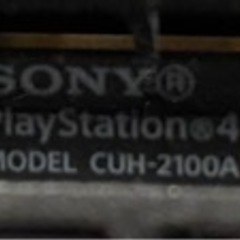 SONY®
PlayStation®4
MODEL CUH-2100A